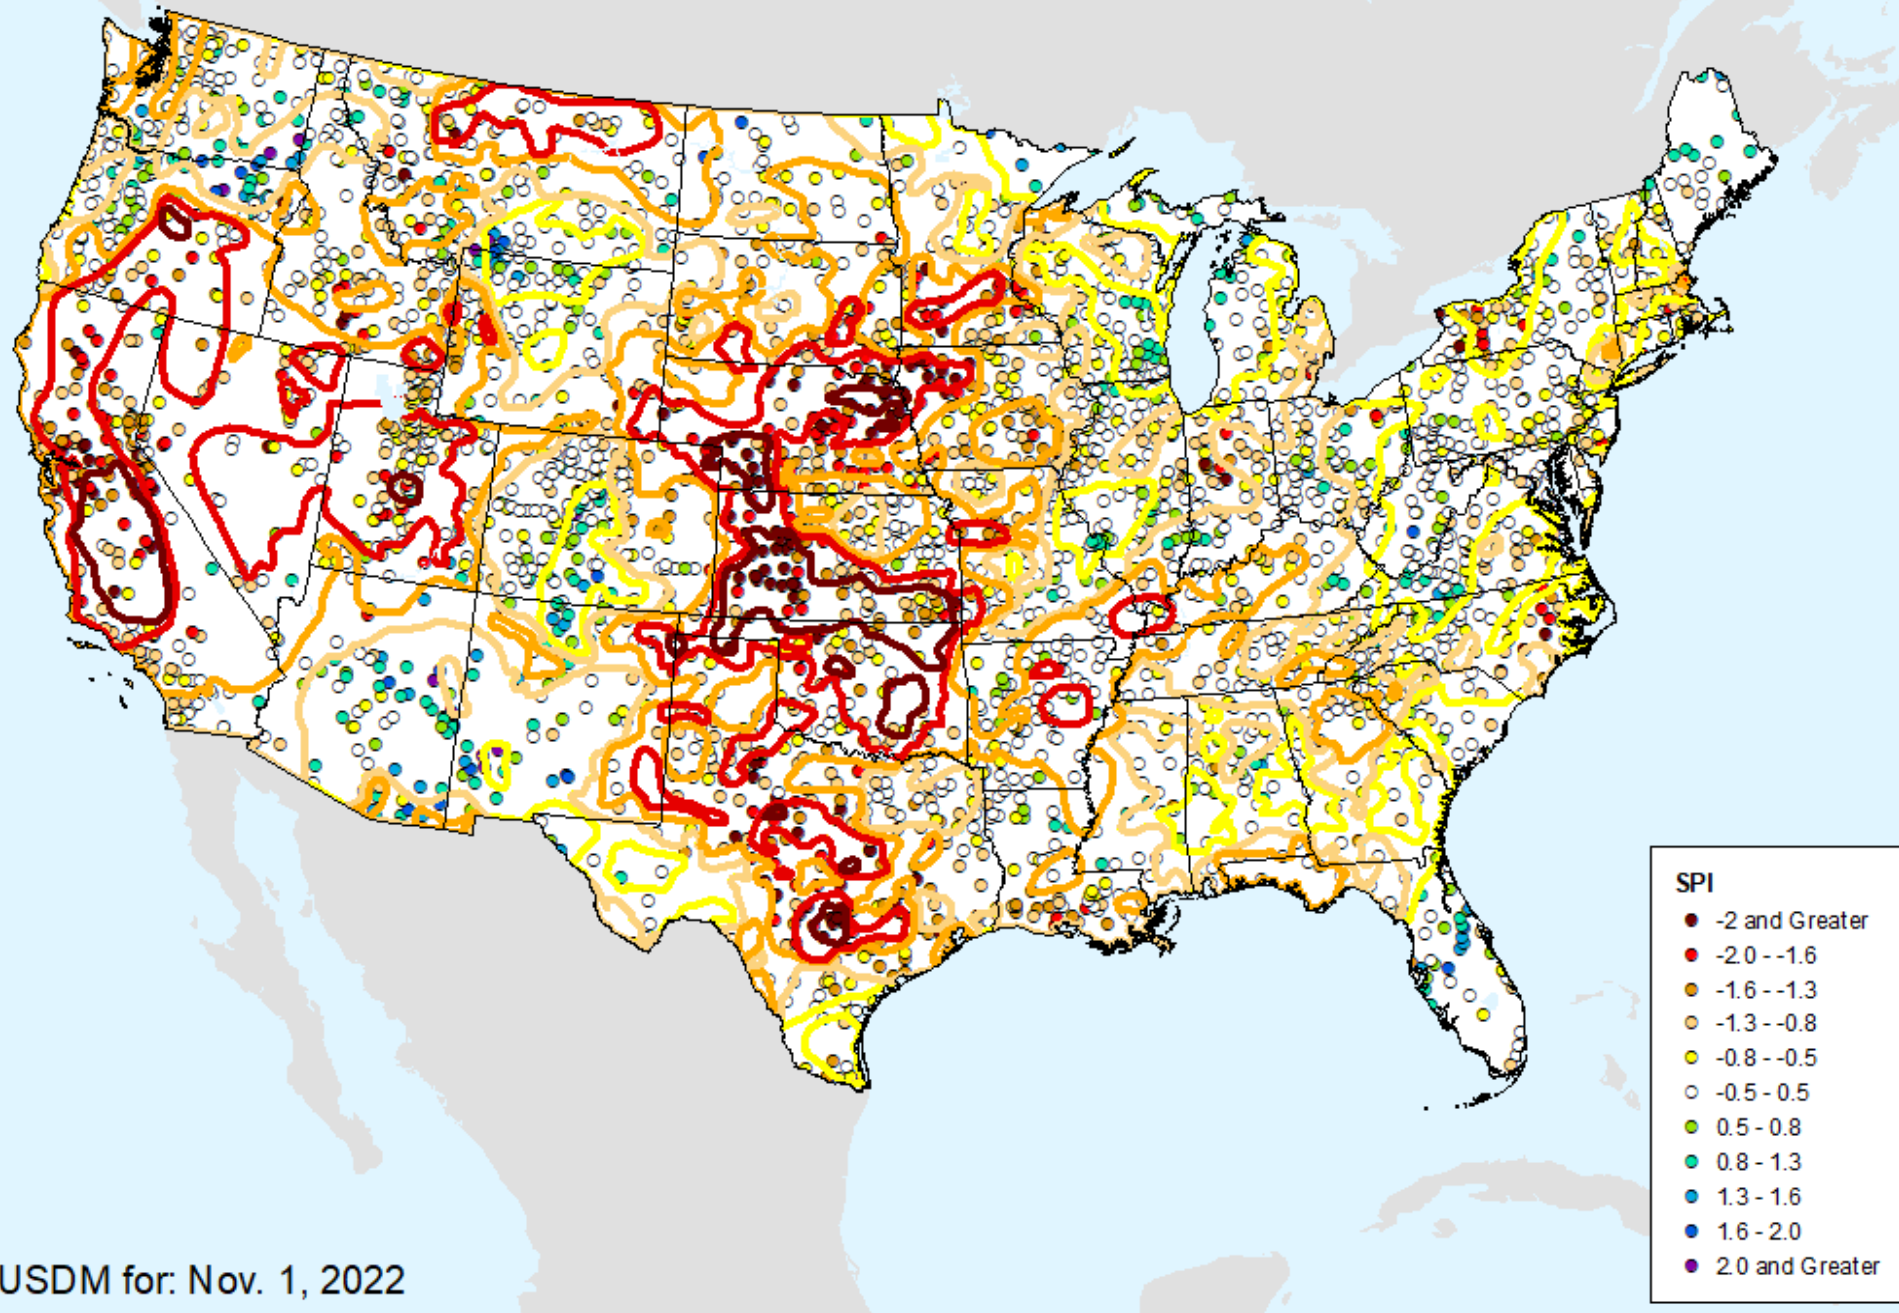 SPI
-2 and Greater
-2.0 - -1.6
-1.6 - -1.3
-1.3 - -0.8
-0.8 - -0.5
-0.5 - 0.5
0.5 - 0.8
0.8 - 1.3
1.3 - 1.6
1.6 - 2.0
2.0 and Greater
USDM for: Nov. 1, 2022